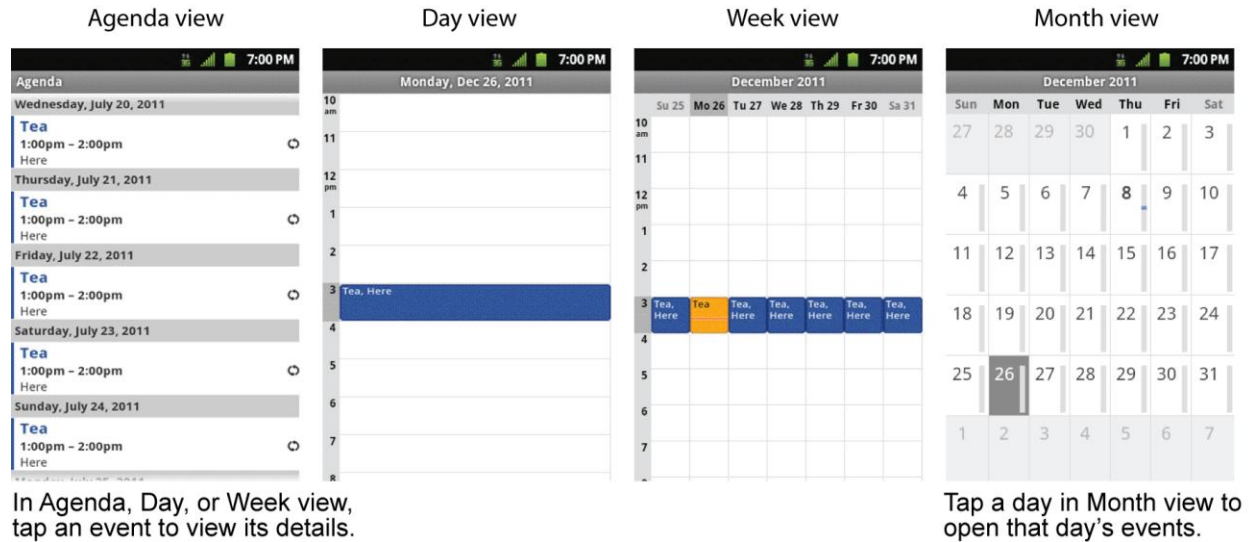 Agenda view
Day view
Week view
Month view
7:00 PM
Agenda
Wednesday, July 20, 2011
Tea
1:00pm – 2:00pm
Here
Thursday, July 21, 2011
Tea
1:00pm – 2:00pm
Here
Friday, July 22, 2011
Tea
1:00pm – 2:00pm
Here
Saturday, July 23, 2011
Tea
1:00pm – 2:00pm
Here
Sunday, July 24, 2011
Tea
1:00pm – 2:00pm
Here
7:00 PM
Monday, Dec 26, 2011
10
am
11
12
pm
1
2
3 Tea, Here
4
5
6
7
8
7:00 PM
December 2011
Su 25 Mo 26 Tu 27 We 28 Th 29 Fr 30 Sa 31
10
am
11
12
pm
1
2
3 Tea, Tea Tea, Tea, Tea, Tea, Tea,
Here Here Here Here Here Here
4
5
6
7
7:00 PM
December 2011
Sun Mon Tue Wed Thu Fri Sat
27 28 29 30 1 2 3
4 5 6 7 8 9 10
11 12 13 14 15 16 17
18 19 20 21 22 23 24
25 26 27 28 29 30 31
1 2 3 4 5 6 7
In Agenda, Day, or Week view,
tap an event to view its details.
Tap a day in Month view to
open that day's events.